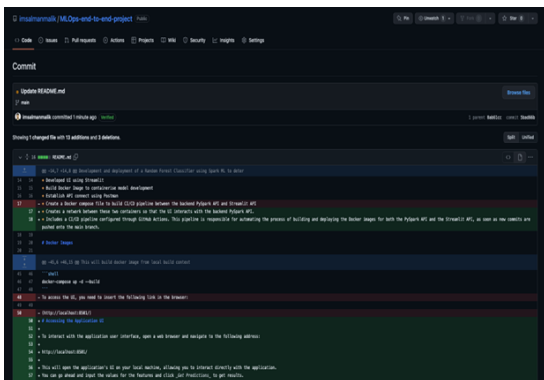 imsalmanmalik / MLOps-end-to-end-project Public
Pin Unwatch 1 Star 0
Code Issues Pull requests Actions Projects Wiki Security Insights Settings
Commit
Update README.md
Browse files
main
imsalmanmalik committed 1 minute ago Verified
1 parent commit
Showing 1 changed file with 13 additions and 3 deletions.
Split Unified
README.md
Development and deployment of a Random Forest Classifier using Spark ML to
* Developed UI using Streamlit
* Build Docker Image to containerize model development
* Establish API connect using Postman
17 - * Create a Docker compose file to build CI/CD pipeline between the backend PySpark API and Streamlit API
17 + * Creates a network between these two containers so that the UI interacts with the backend PySpark API.
18 + * Includes a CI/CD pipeline configured through GitHub Actions. This pipeline is responsible for automating the process of building and deploying the Docker images for both the PySpark API and the Streamlit API, as soon as new commits are
pushed onto the main branch.
# Docker Images
This will build Docker image from local build context
```shell
docker-compose up -d --build
```
- To access the UI, you need to insert the following link in the browser:
- (http://localhost:8501/)
+ # Accessing the Application UI
+
+ To interact with the application user interface, open a web browser and navigate to the following address:
+
+ http://localhost:8501/
+
+ This will open the application's UI on your local machine, allowing you to interact directly with the application.
+ You can go ahead and input the values for the features and click _Get Predictions_ to get results.